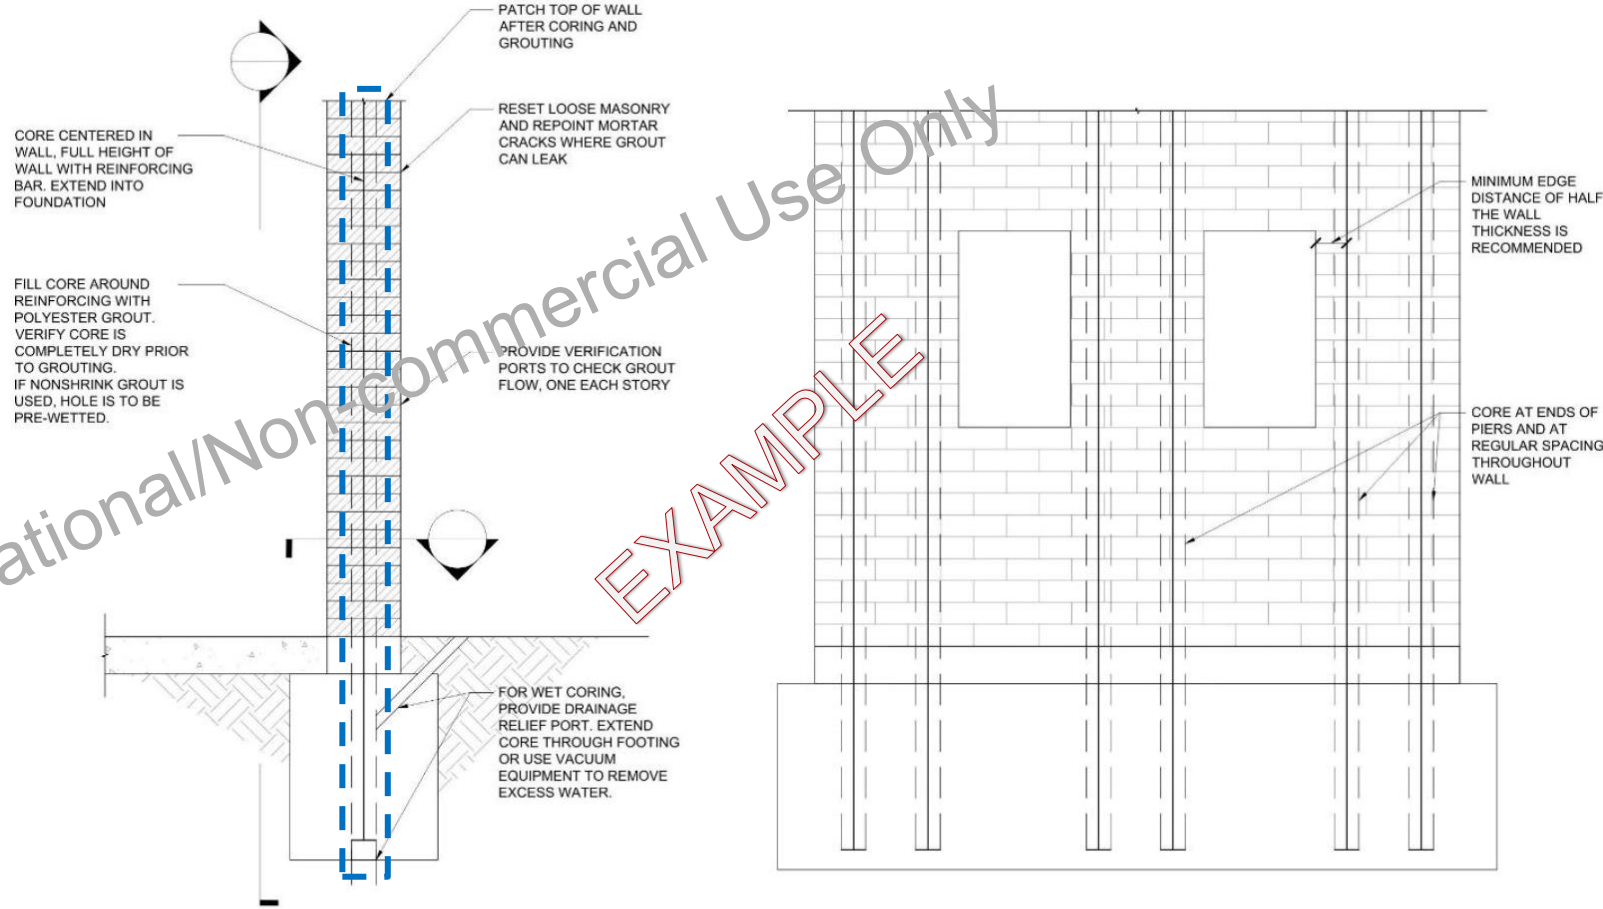 PATCH TOP OF WALL
AFTER CORING AND
GROUTING
RESET LOOSE MASONRY
AND REPOINT MORTAR
CRACKS WHERE GROUT
CAN LEAK
CORE CENTERED IN
WALL, FULL HEIGHT OF
WALL WITH REINFORCING
BAR. EXTEND INTO
FOUNDATION
FILL CORE AROUND
REINFORCING WITH
POLYESTER GROUT.
VERIFY CORE IS
COMPLETELY DRY PRIOR
TO GROUTING.
IF NONSHRINK GROUT IS
USED, HOLE IS TO BE
PRE-WETTED.
PROVIDE VERIFICATION
PORTS TO CHECK GROUT
FLOW, ONE EACH STORY
FOR WET CORING,
PROVIDE DRAINAGE
RELIEF PORT. EXTEND
CORE THROUGH FOOTING
OR USE VACUUM
EQUIPMENT TO REMOVE
EXCESS WATER.
MINIMUM EDGE
DISTANCE OF HALF
THE WALL
THICKNESS IS
RECOMMENDED
CORE AT ENDS OF
PIERS AND AT
REGULAR SPACING
THROUGHOUT
WALL
EXAMPLE
ational/Non-commercial Use Only